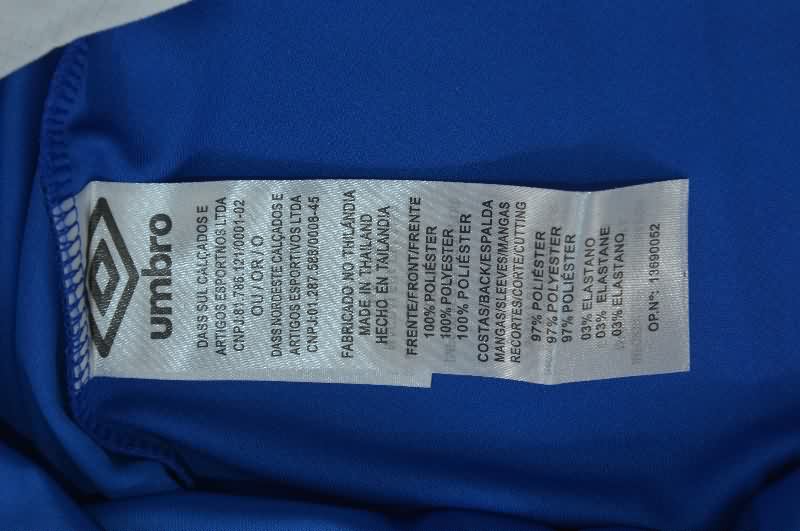 umbro
DASS SUL CALÇADOS E
ARTIGOS ESPORTIVOS LTDA
CNPJ:81.786.121/0001-02
OU / OR / O
DASS NORDESTE CALÇADOS E
ARTIGOS ESPORTIVOS LTDA
CNPJ:01.287.588/0008-45
FABRICADO NO THILÂNDIA
MADE IN THAILAND
HECHO EN TAILANDIA
FRENTE/FRONT/FRENTE
100% POLIÉSTER
100% POLYESTER
100% POLIÉSTER
COSTAS/BACK/ESPALDA
MANGAS/SLEEVES/MANGAS
RECORTES/CORTE/CUTTING
97% POLIÉSTER
97% POLYESTER
97% POLIÉSTER
03% ELASTANO
03% ELASTANE
03% ELASTANO
OP.Nº: 13690052